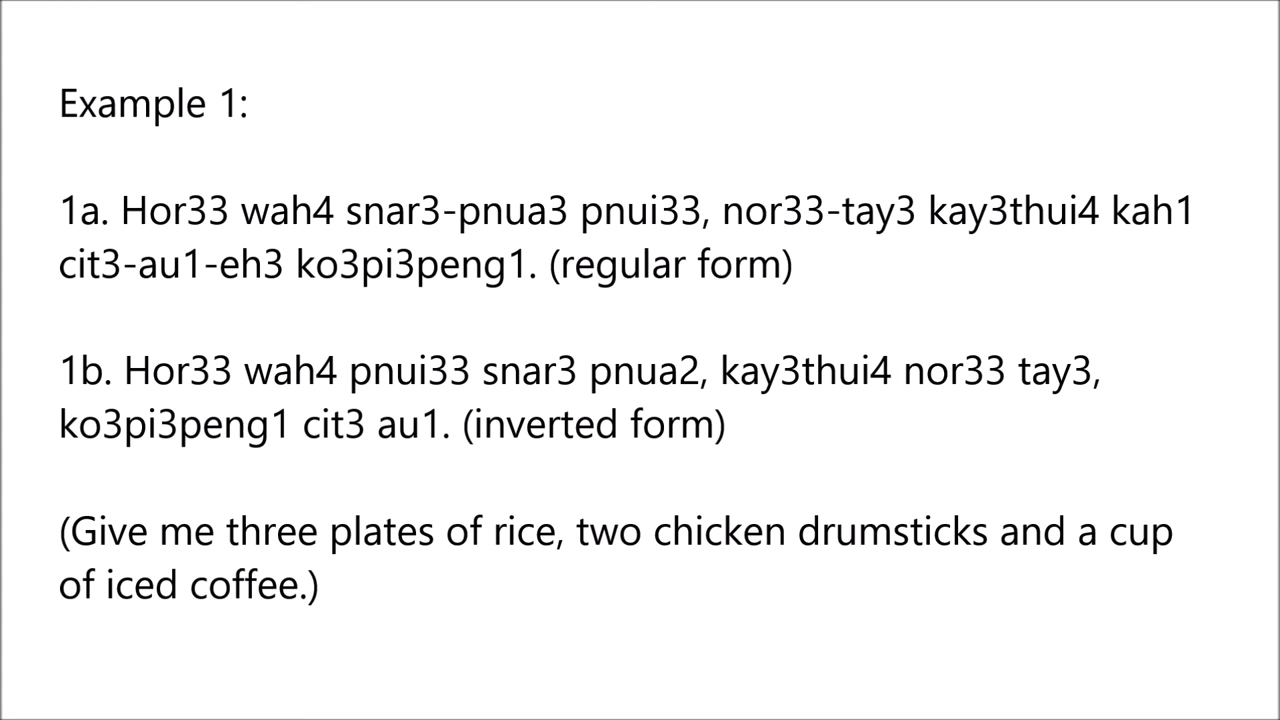 Example 1:
1a. Hor33 wah4 snar3-pnua3 pnui33, nor33-tay3 kay3thui4 kah1
cit3-au1-eh3 ko3pi3peng1. (regular form)
1b. Hor33 wah4 pnui33 snar3 pnua2, kay3thui4 nor33 tay3,
ko3pi3peng1 cit3 au1. (inverted form)
(Give me three plates of rice, two chicken drumsticks and a cup
of iced coffee.)